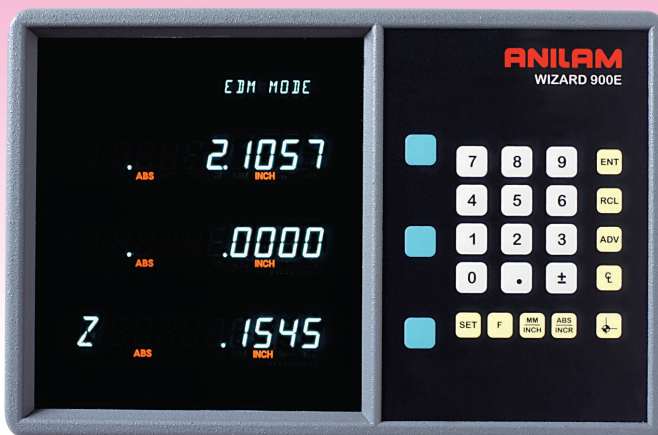 ANILAM
WIZARD 900E
EDM MODE
. 2.1057
ABS INCH
. .0000
ABS INCH
Z .1545
ABS INCH
7 8 9 ENT
4 5 6 RCL
1 2 3 ADV
0 . ± ℄
SET F MM INCH ABS INCR